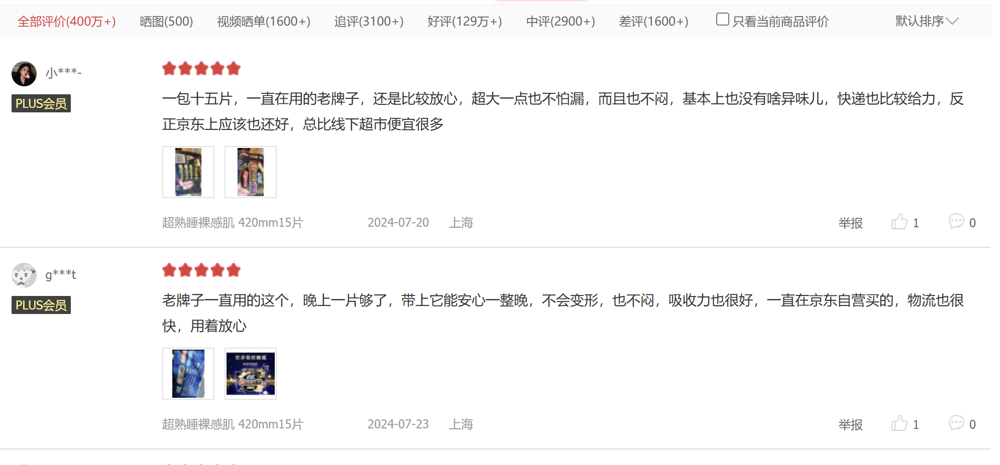 全部评价(400万+) 晒图(500) 视频晒单(1600+) 追评(3100+) 好评(129万+) 中评(2900+) 差评(1600+) 只看当前商品评价 默认排序
小***-
PLUS会员
一包十五片，一直在用的老牌子，还是比较放心，超大一点也不怕漏，而且也不闷，基本上也没有啥异味儿，快递也比较给力，反
正京东上应该也还好，总比线下超市便宜很多
超熟睡裸感肌 420mm15片 2024-07-20 上海 举报 1 0
g***t
PLUS会员
老牌子一直用的这个，晚上一片够了，带上它能安心一整晚，不会变形，也不闷，吸收力也很好，一直在京东自营买的，物流也很
快，用着放心
超熟睡裸感肌 420mm15片 2024-07-23 上海 举报 1 0